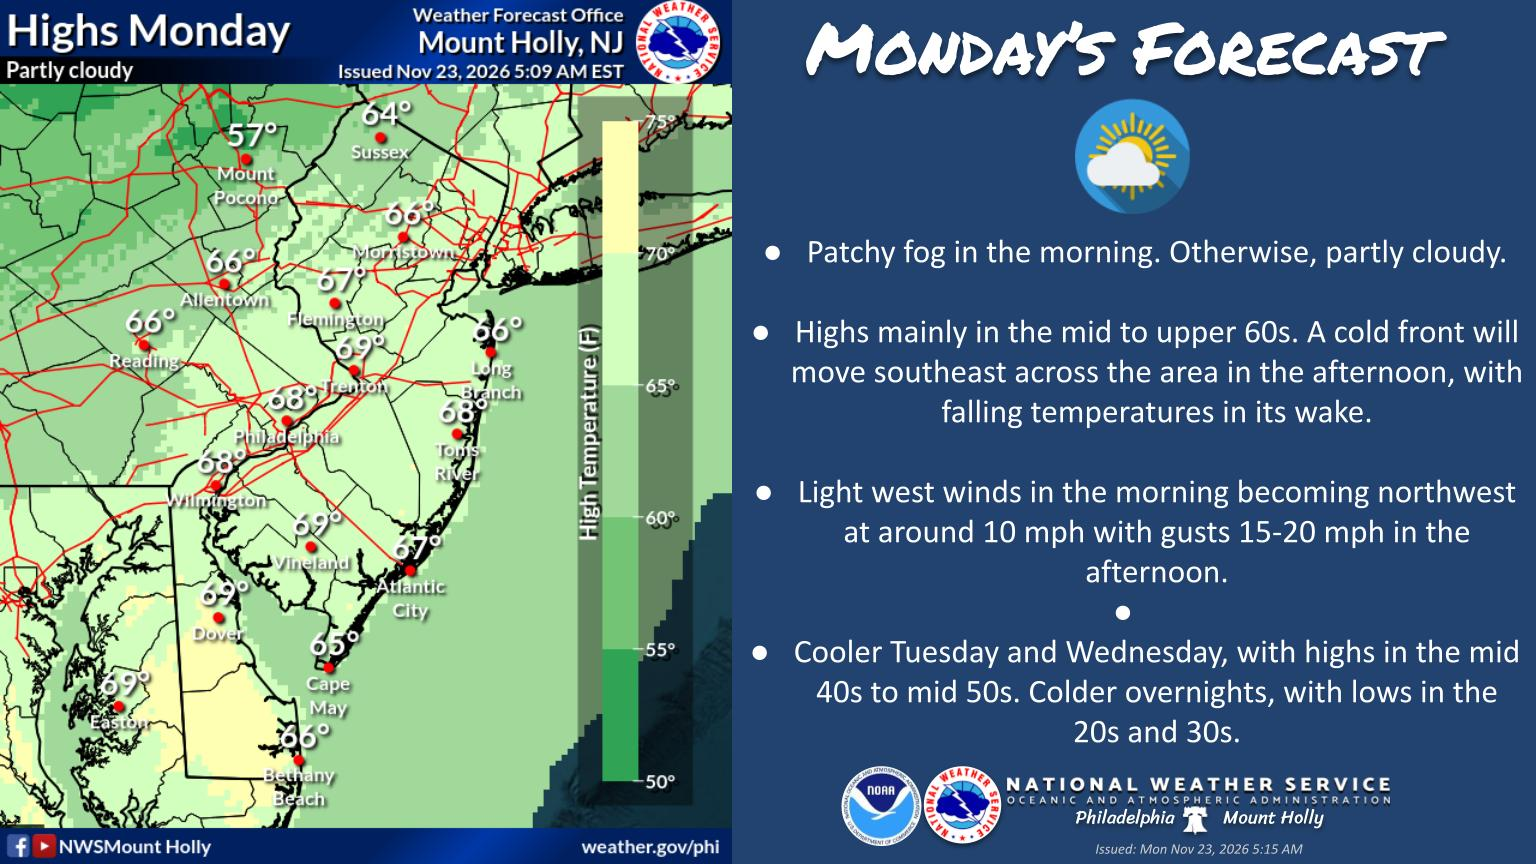 Highs Monday
Partly cloudy
Weather Forecast Office
Mount Holly, NJ
Issued Nov 23, 2026 5:09 AM EST
NATIONAL WEATHER SERVICE
57°
Mount
Pocono
64°
Sussex
66°
Morristown
66°
Allentown
67°
Flemington
66°
Reading
69°
Trenton
66°
Long
Branch
68°
Philadelphia
68°
Toms
River
68°
Wilmington
69°
Vineland
67°
Atlantic
City
69°
Dover
65°
Cape
May
69°
Easton
66°
Bethany
Beach
High Temperature (F)
75°
70°
65°
60°
55°
50°
NWSMount Holly
weather.gov/phi
Monday's Forecast
● Patchy fog in the morning. Otherwise, partly cloudy.
● Highs mainly in the mid to upper 60s. A cold front will
move southeast across the area in the afternoon, with
falling temperatures in its wake.
● Light west winds in the morning becoming northwest
at around 10 mph with gusts 15-20 mph in the
afternoon.
●
● Cooler Tuesday and Wednesday, with highs in the mid
40s to mid 50s. Colder overnights, with lows in the
20s and 30s.
NOAA
NATIONAL WEATHER SERVICE
NATIONAL WEATHER SERVICE
OCEANIC AND ATMOSPHERIC ADMINISTRATION
Philadelphia Mount Holly
Issued: Mon Nov 23, 2026 5:15 AM